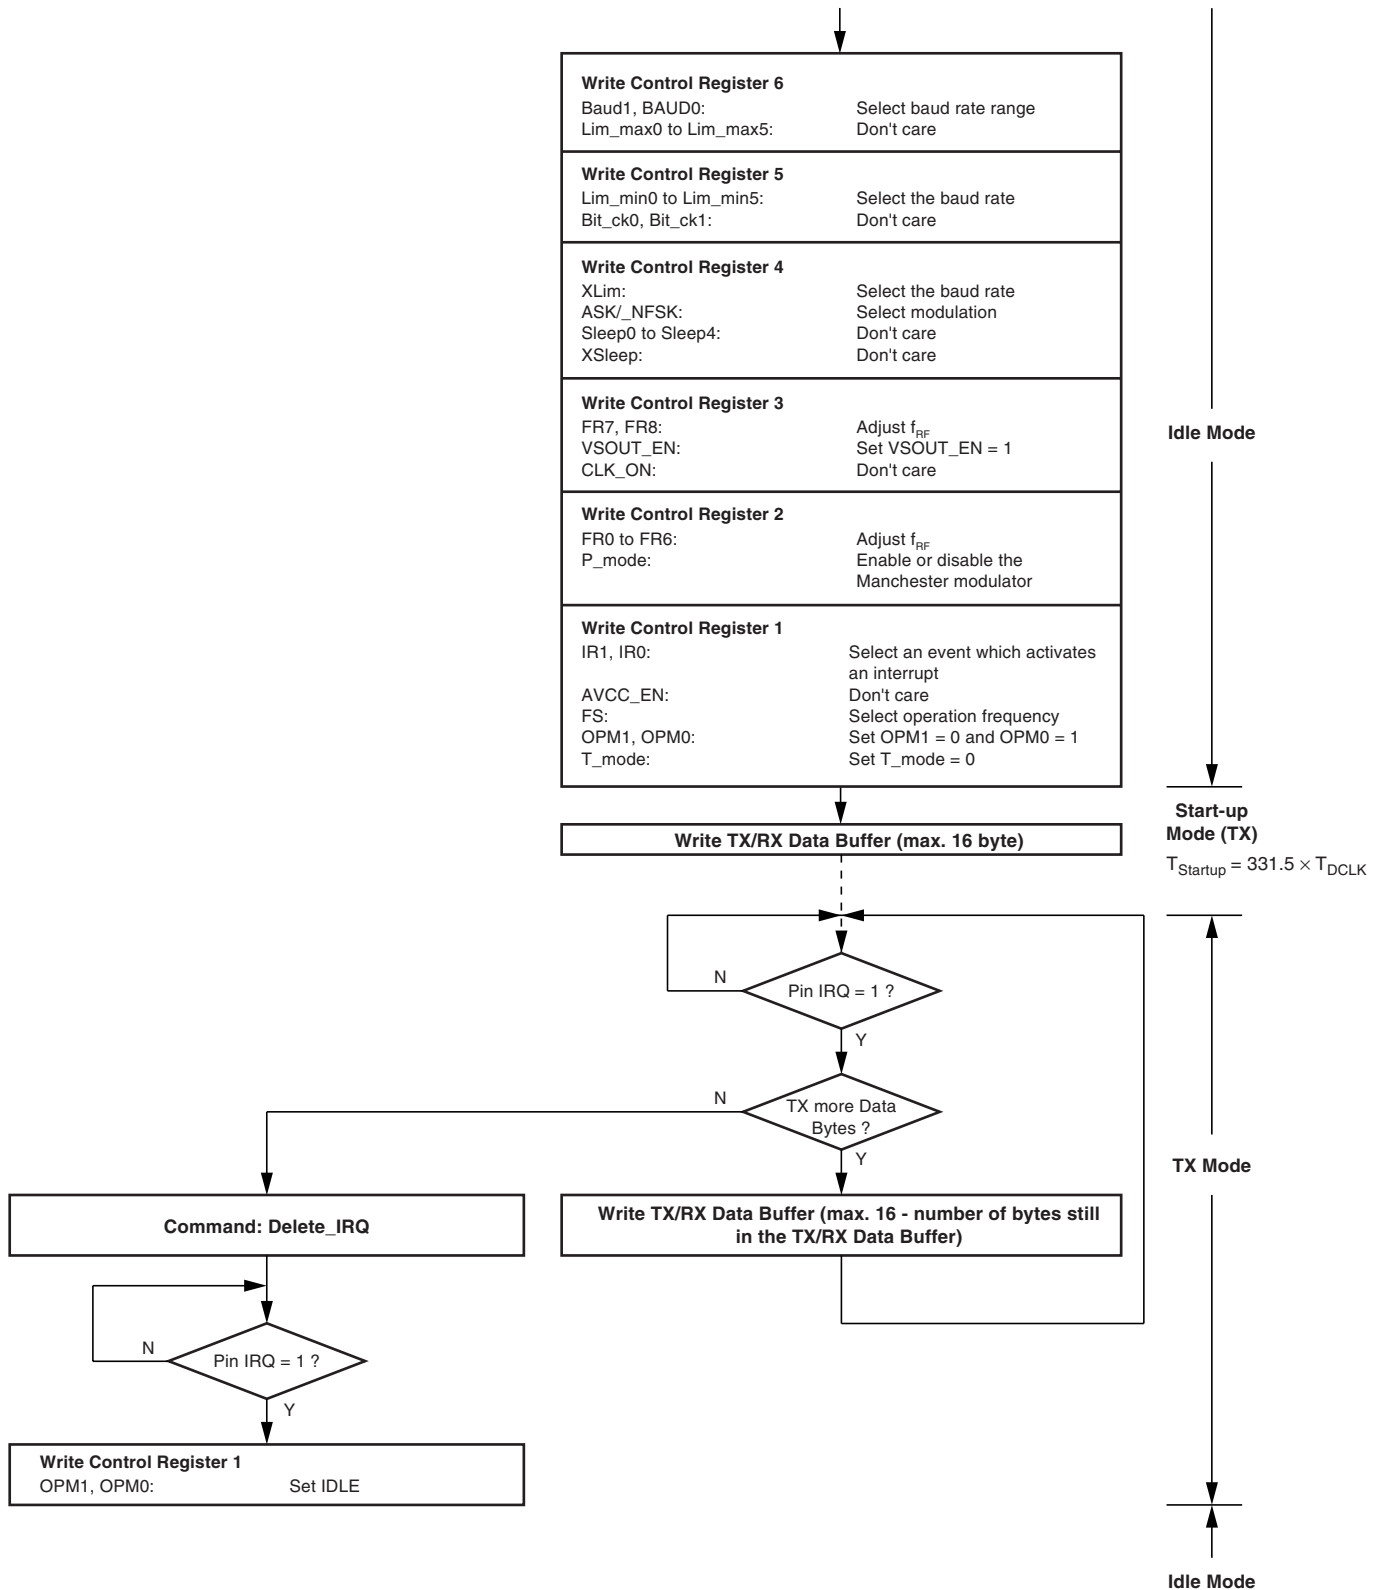 Write Control Register 6
Baud1, BAUD0: Select baud rate range
Lim_max0 to Lim_max5: Don't care
Write Control Register 5
Lim_min0 to Lim_min5: Select the baud rate
Bit_ck0, Bit_ck1: Don't care
Write Control Register 4
XLim: Select the baud rate
ASK/_NFSK: Select modulation
Sleep0 to Sleep4: Don't care
XSleep: Don't care
Write Control Register 3
FR7, FR8: Adjust fRF
VSOUT_EN: Set VSOUT_EN = 1
CLK_ON: Don't care
Idle Mode
Write Control Register 2
FR0 to FR6: Adjust fRF
P_mode: Enable or disable the
Manchester modulator
Write Control Register 1
IR1, IR0: Select an event which activates
an interrupt
AVCC_EN: Don't care
FS: Select operation frequency
OPM1, OPM0: Set OPM1 = 0 and OPM0 = 1
T_mode: Set T_mode = 0
Start-up
Mode (TX)
TStartup = 331.5 × TDCLK
Write TX/RX Data Buffer (max. 16 byte)
N
Pin IRQ = 1 ?
Y
N
TX more Data
Bytes ?
Y
TX Mode
Command: Delete_IRQ
Write TX/RX Data Buffer (max. 16 - number of bytes still
in the TX/RX Data Buffer)
N
Pin IRQ = 1 ?
Y
Write Control Register 1
OPM1, OPM0: Set IDLE
Idle Mode